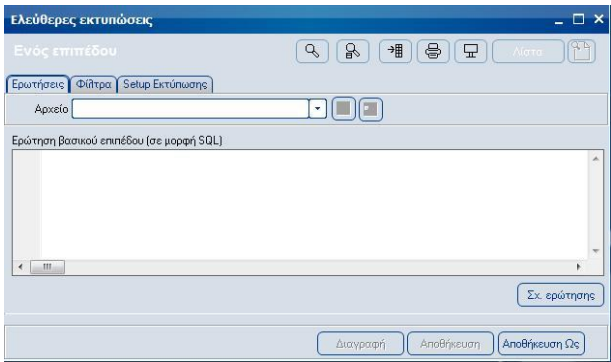 Ελεύθερες εκτυπώσεις
Ενός επιπέδου
Λίστα
Ερωτήσεις Φίλτρα Setup Εκτύπωσης
Αρχείο
Ερώτηση βασικού επιπέδου (σε μορφή SQL)
Σχ. ερώτησης
Διαγραφή Αποθήκευση Αποθήκευση Ως